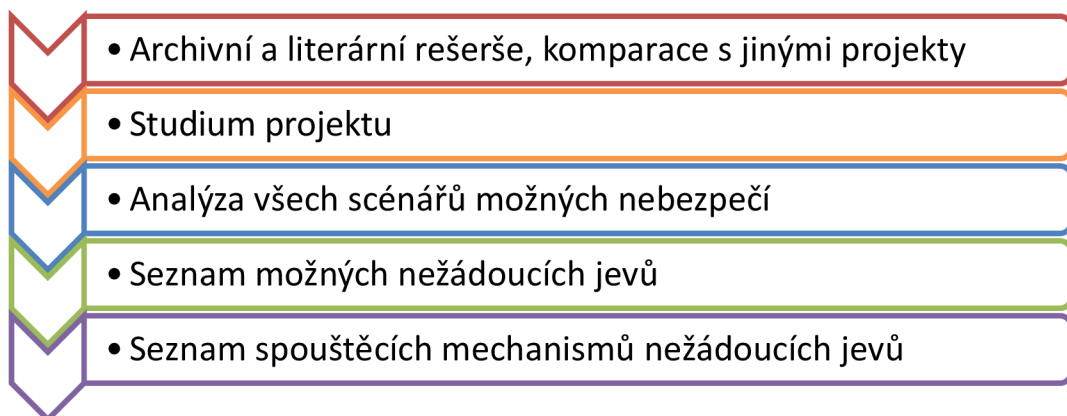 • Archivní a literární rešerše, komparace s jinými projekty
• Studium projektu
• Analýza všech scénářů možných nebezpečí
• Seznam možných nežádoucích jevů
• Seznam spouštěcích mechanismů nežádoucích jevů